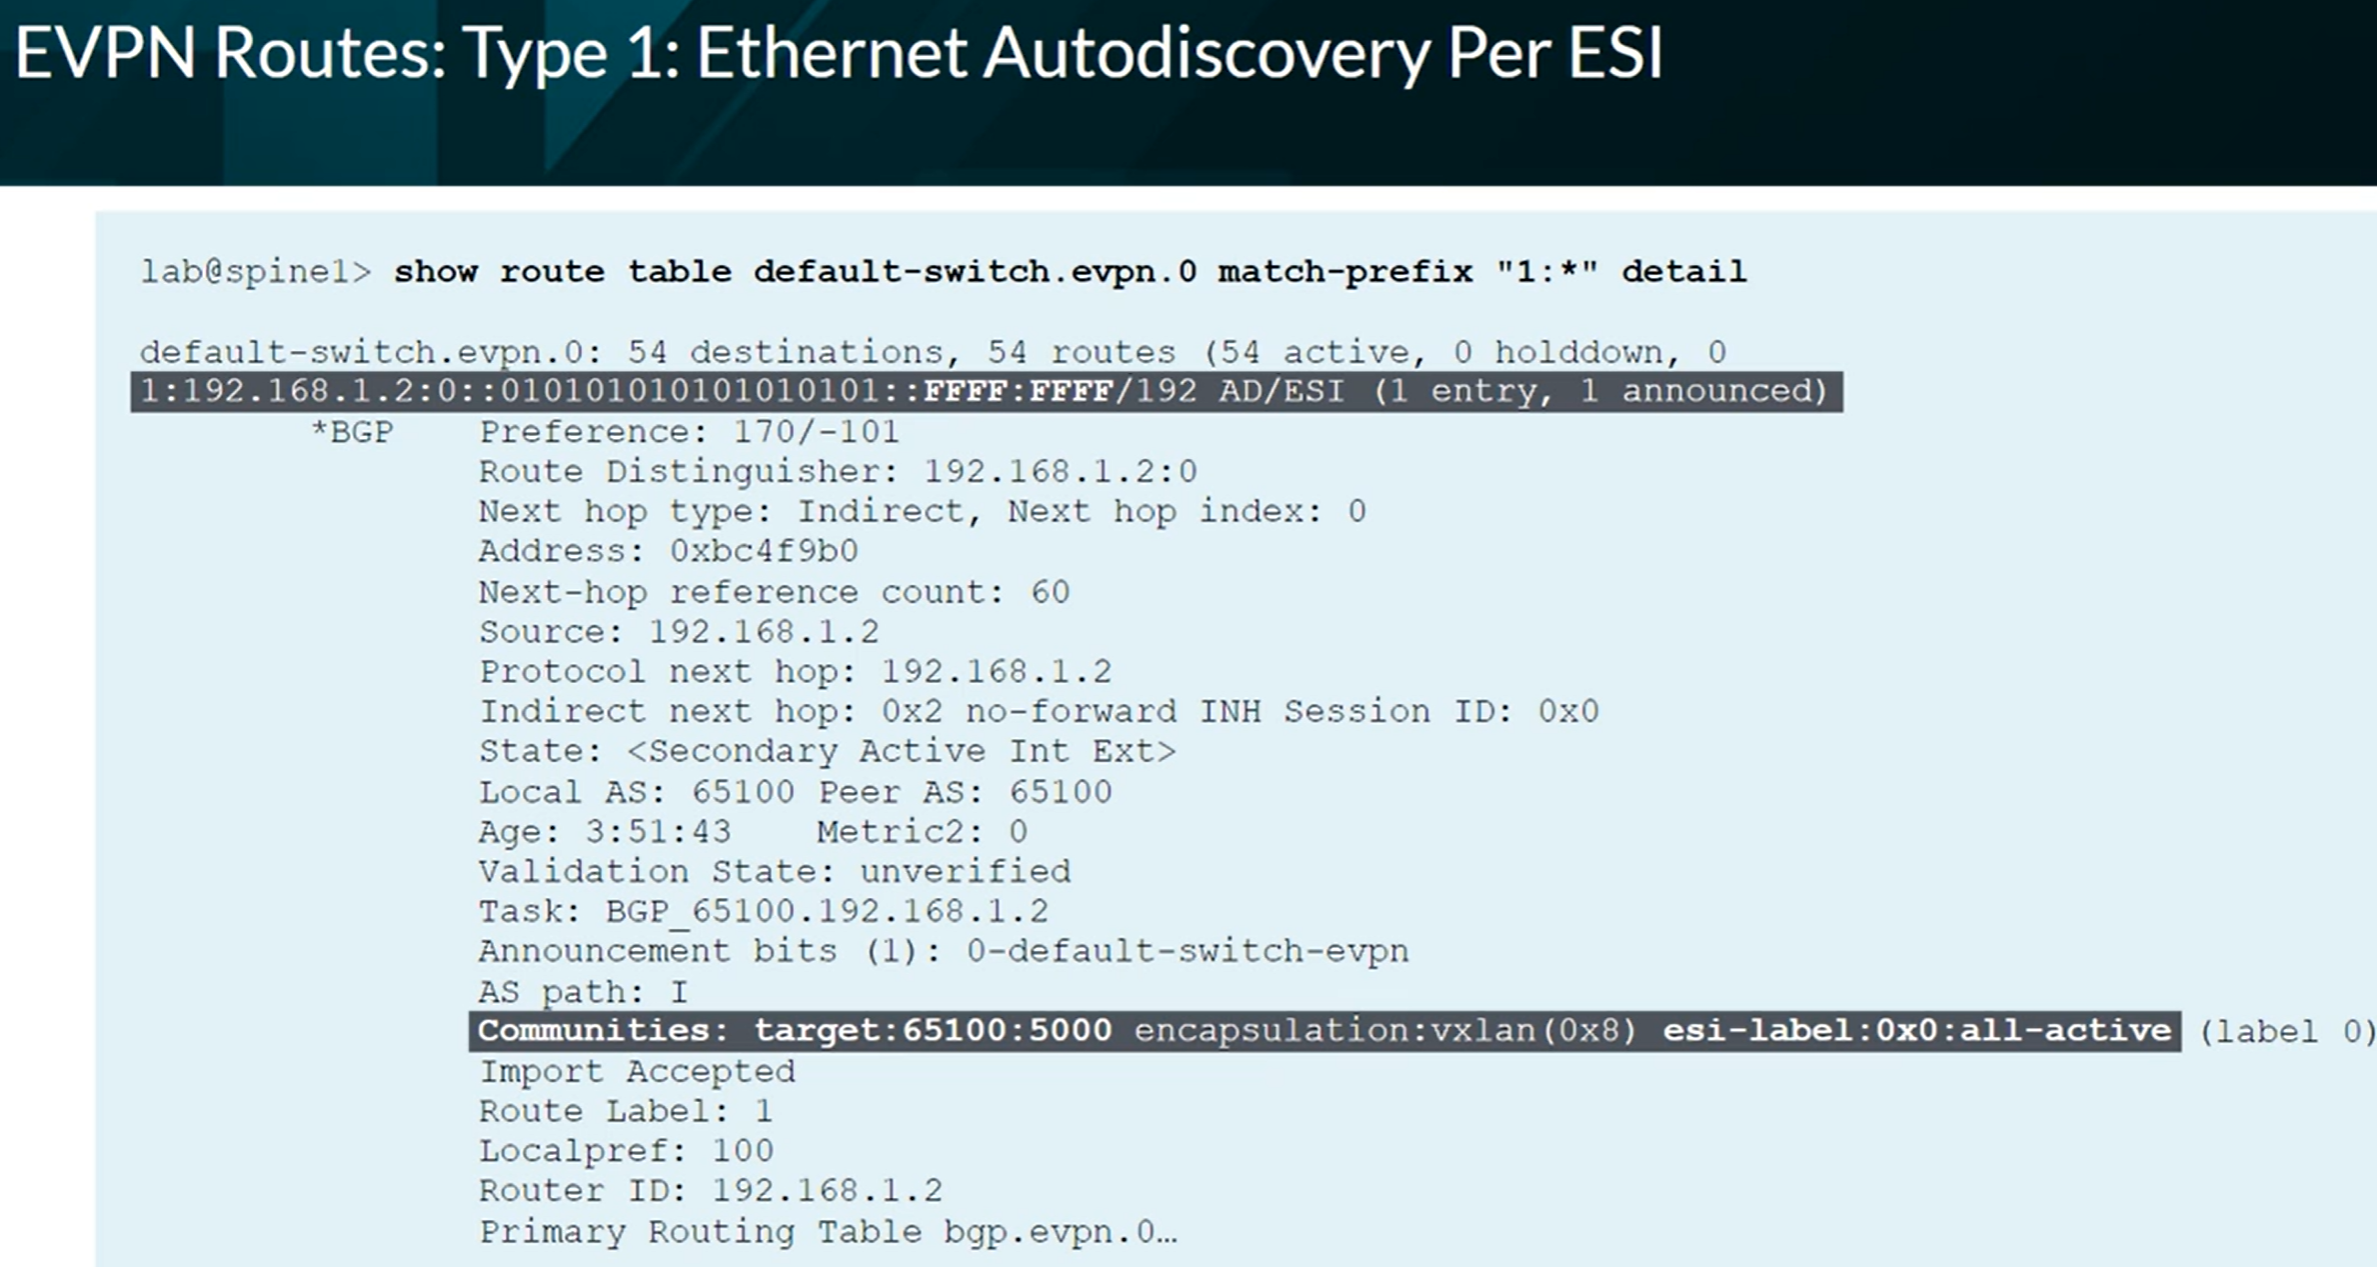 EVPN Routes: Type 1: Ethernet Autodiscovery Per ESI
lab@spine1> show route table default-switch.evpn.0 match-prefix "1:*" detail
default-switch.evpn.0: 54 destinations, 54 routes (54 active, 0 holddown, 0
1:192.168.1.2:0::010101010101010101::FFFF:FFFF/192 AD/ESI (1 entry, 1 announced)
*BGP Preference: 170/-101
Route Distinguisher: 192.168.1.2:0
Next hop type: Indirect, Next hop index: 0
Address: 0xbc4f9b0
Next-hop reference count: 60
Source: 192.168.1.2
Protocol next hop: 192.168.1.2
Indirect next hop: 0x2 no-forward INH Session ID: 0x0
State: <Secondary Active Int Ext>
Local AS: 65100 Peer AS: 65100
Age: 3:51:43 Metric2: 0
Validation State: unverified
Task: BGP_65100.192.168.1.2
Announcement bits (1): 0-default-switch-evpn
AS path: I
Communities: target:65100:5000 encapsulation:vxlan(0x8) esi-label:0x0:all-active (label 0)
Import Accepted
Route Label: 1
Localpref: 100
Router ID: 192.168.1.2
Primary Routing Table bgp.evpn.0…